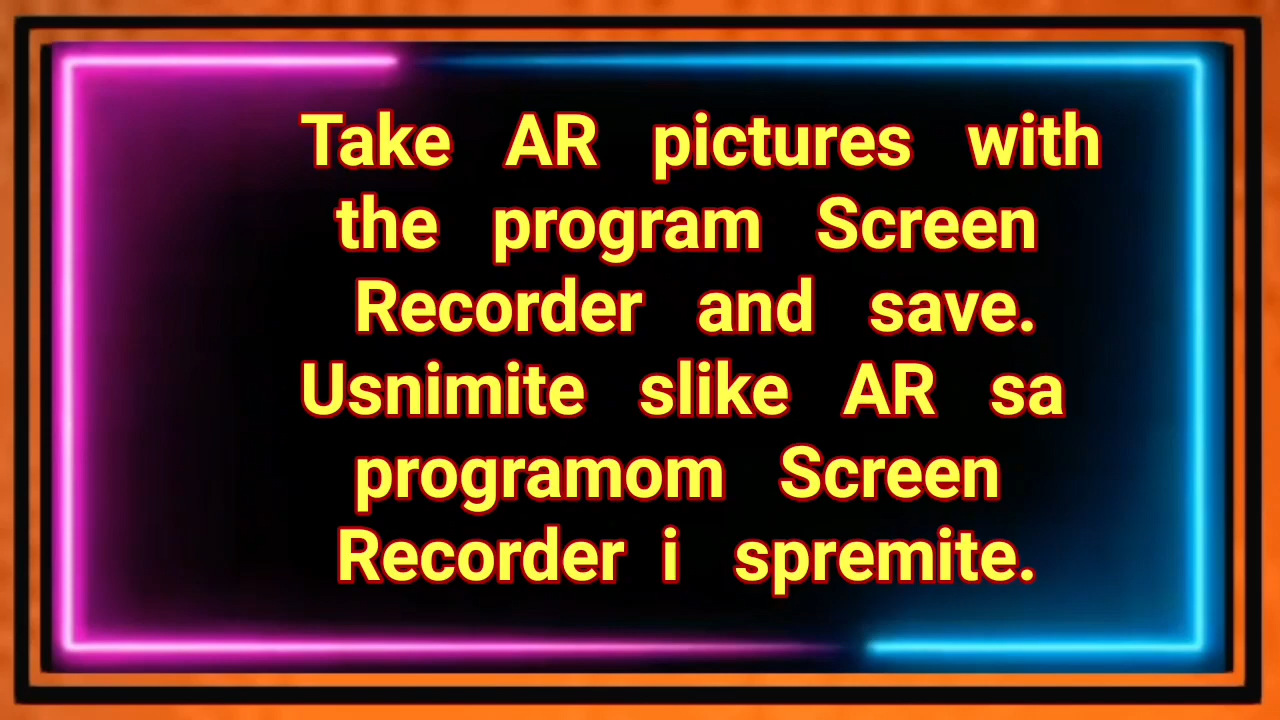 Take AR pictures with
the program Screen
Recorder and save.
Usnimite slike AR sa
programom Screen
Recorder i spremite.